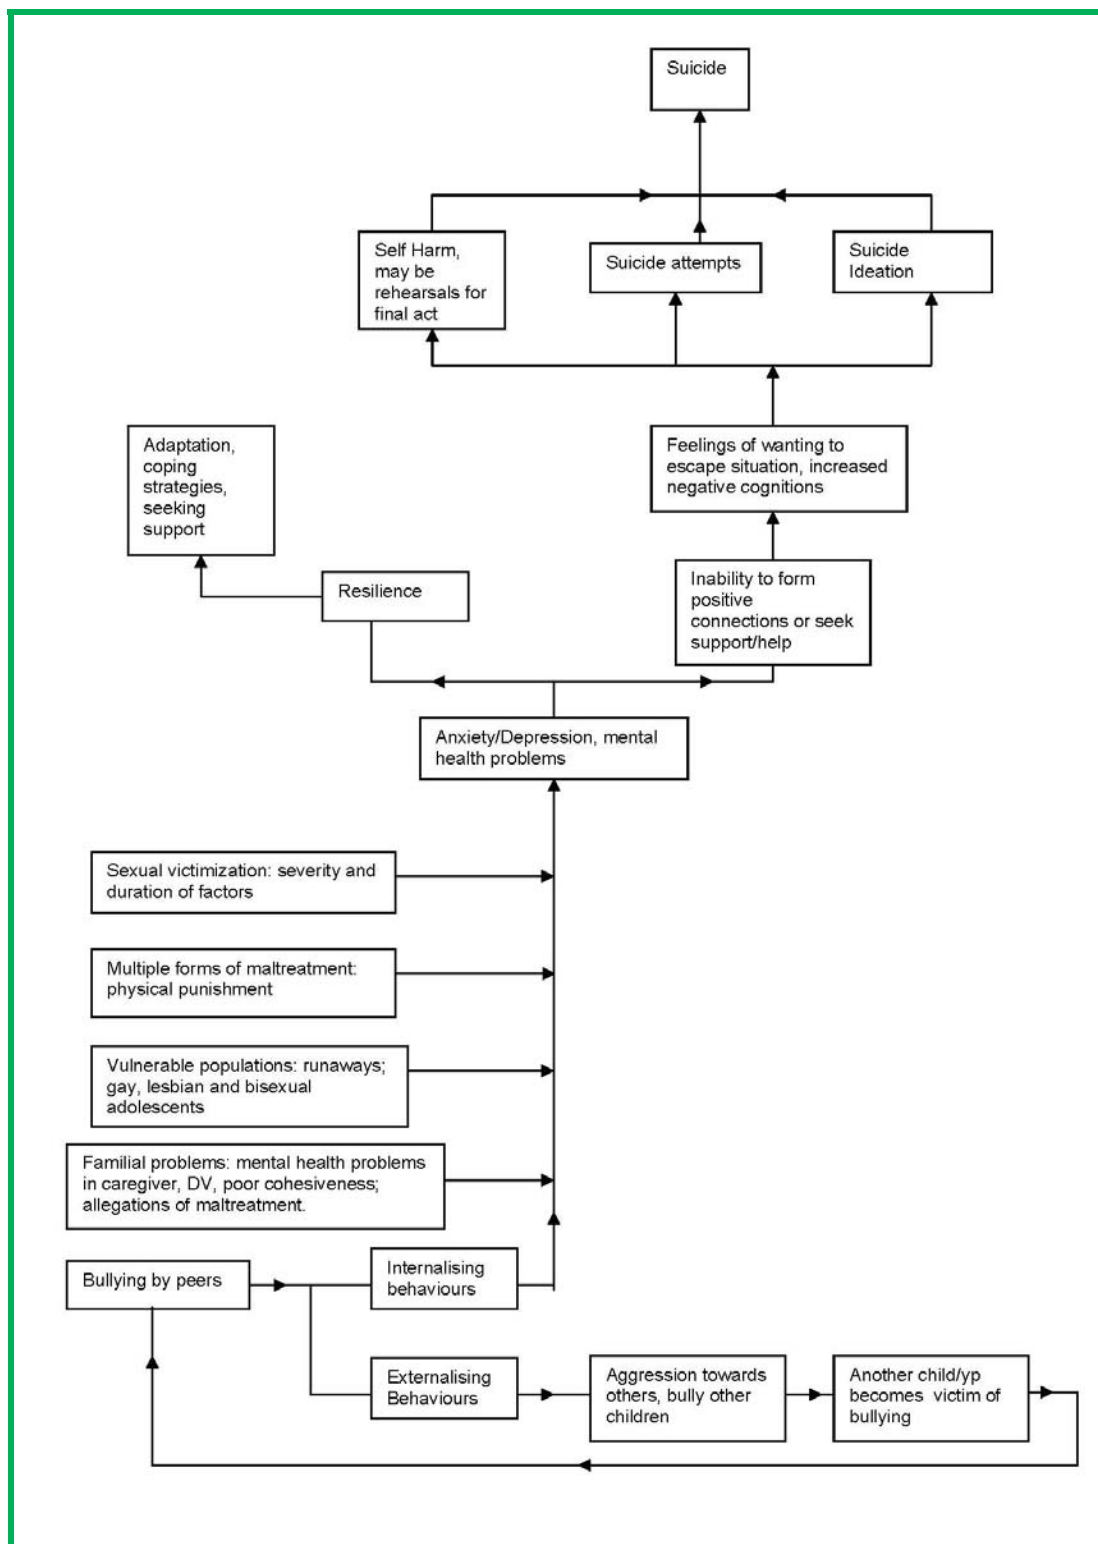 Suicide
Self Harm,
may be
rehearsals for
final act
Suicide attempts
Suicide
Ideation
Adaptation,
coping
strategies,
seeking
support
Feelings of wanting to
escape situation, increased
negative cognitions
Resilience
Inability to form
positive
connections or seek
support/help
Anxiety/Depression, mental
health problems
Sexual victimization: severity and
duration of factors
Multiple forms of maltreatment:
physical punishment
Vulnerable populations: runaways;
gay, lesbian and bisexual
adolescents
Familial problems: mental health problems
in caregiver, DV, poor cohesiveness;
allegations of maltreatment.
Bullying by peers
Internalising
behaviours
Externalising
Behaviours
Aggression towards
others, bully other
children
Another child/yp
becomes victim of
bullying